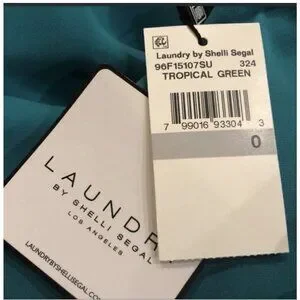 Laundry by Shelli Segal
96F15107SU 324
TROPICAL GREEN
7 99016 93304 3
0
LAUNDR
BY SHELLI SEGAL
LOS ANGELES
LAUNDRYBYSHELLISEGAL.COM